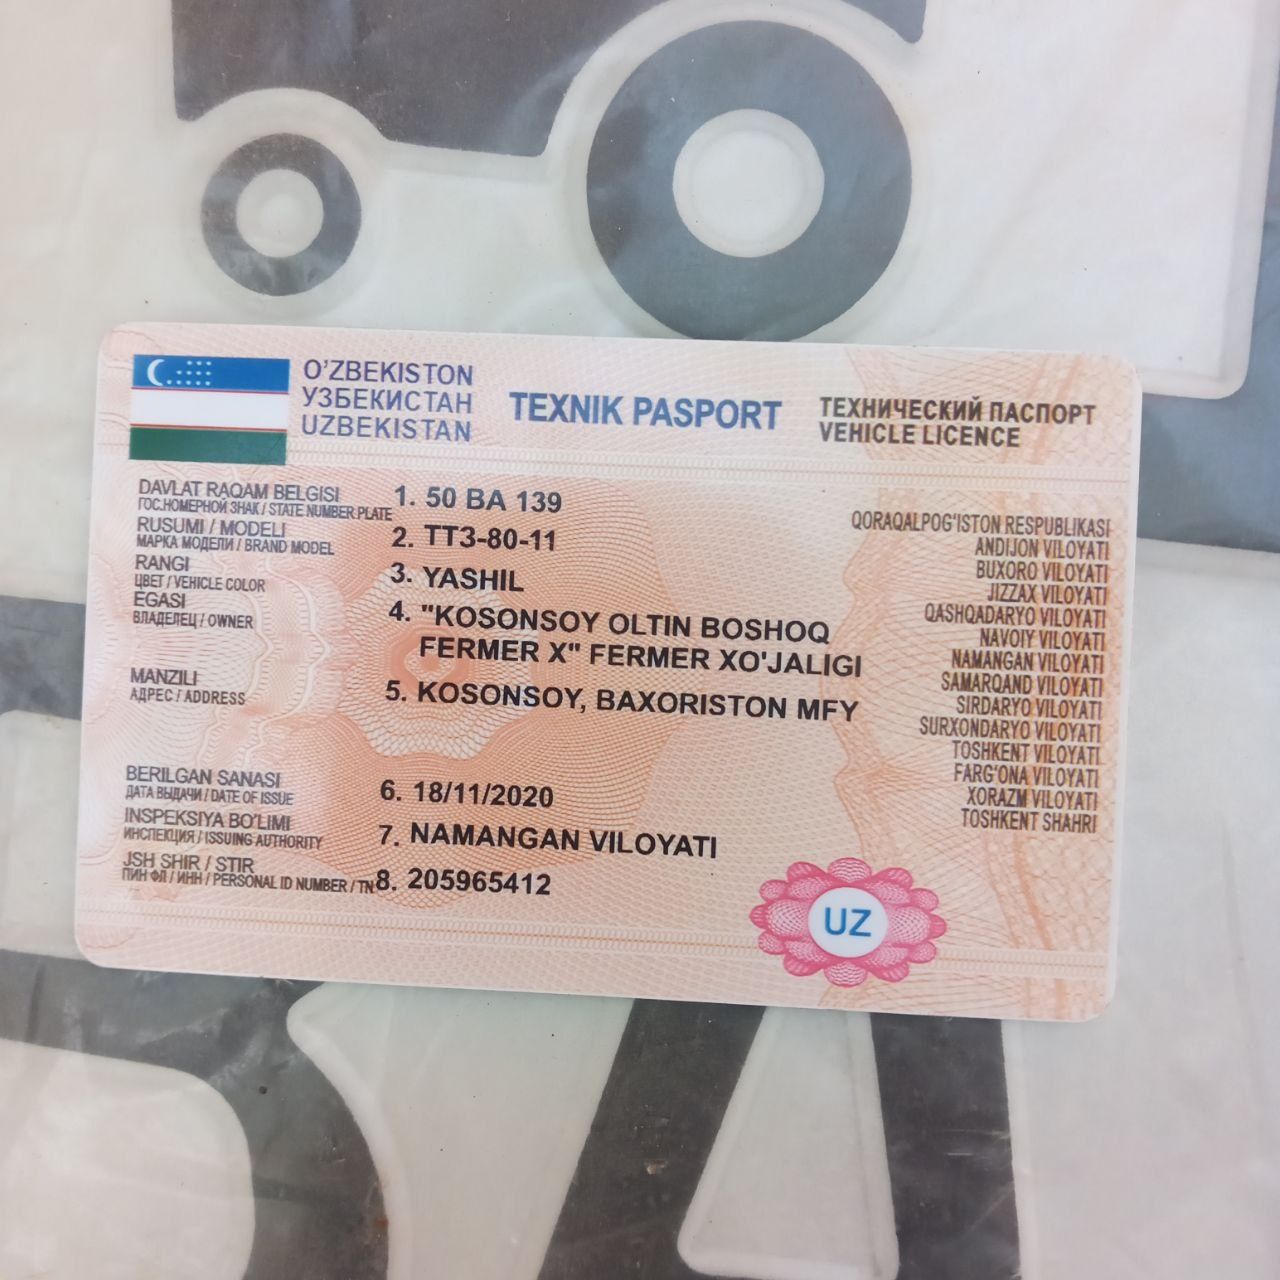 O'ZBEKISTON
УЗБЕКИСТАН
UZBEKISTAN
TEXNIK PASPORT
ТЕХНИЧЕСКИЙ ПАСПОРТ
VEHICLE LICENCE
DAVLAT RAQAM BELGISI
ГОС.НОМЕРНОЙ ЗНАК / STATE NUMBER PLATE
1. 50 BA 139
RUSUMI / MODELI
МАРКА МОДЕЛИ / BRAND MODEL
2. TT3-80-11
RANGI
ЦВЕТ / VEHICLE COLOR
3. YASHIL
EGASI
ВЛАДЕЛЕЦ / OWNER
4. "KOSONSOY OLTIN BOSHOQ
FERMER X" FERMER XO'JALIGI
MANZILI
АДРЕС / ADDRESS
5. KOSONSOY, BAXORISTON MFY
BERILGAN SANASI
ДАТА ВЫДАЧИ / DATE OF ISSUE
6. 18/11/2020
INSPEKSIYA BO'LIMI
ИНСПЕКЦИЯ / ISSUING AUTHORITY
7. NAMANGAN VILOYATI
JSH SHIR / STIR
ПИН ФЛ / ИНН / PERSONAL ID NUMBER / TN
8. 205965412
QORAQALPOG'ISTON RESPUBLIKASI
ANDIJON VILOYATI
BUXORO VILOYATI
JIZZAX VILOYATI
QASHQADARYO VILOYATI
NAVOIY VILOYATI
NAMANGAN VILOYATI
SAMARQAND VILOYATI
SIRDARYO VILOYATI
SURXONDARYO VILOYATI
TOSHKENT VILOYATI
FARG'ONA VILOYATI
XORAZM VILOYATI
TOSHKENT SHAHRI
UZ